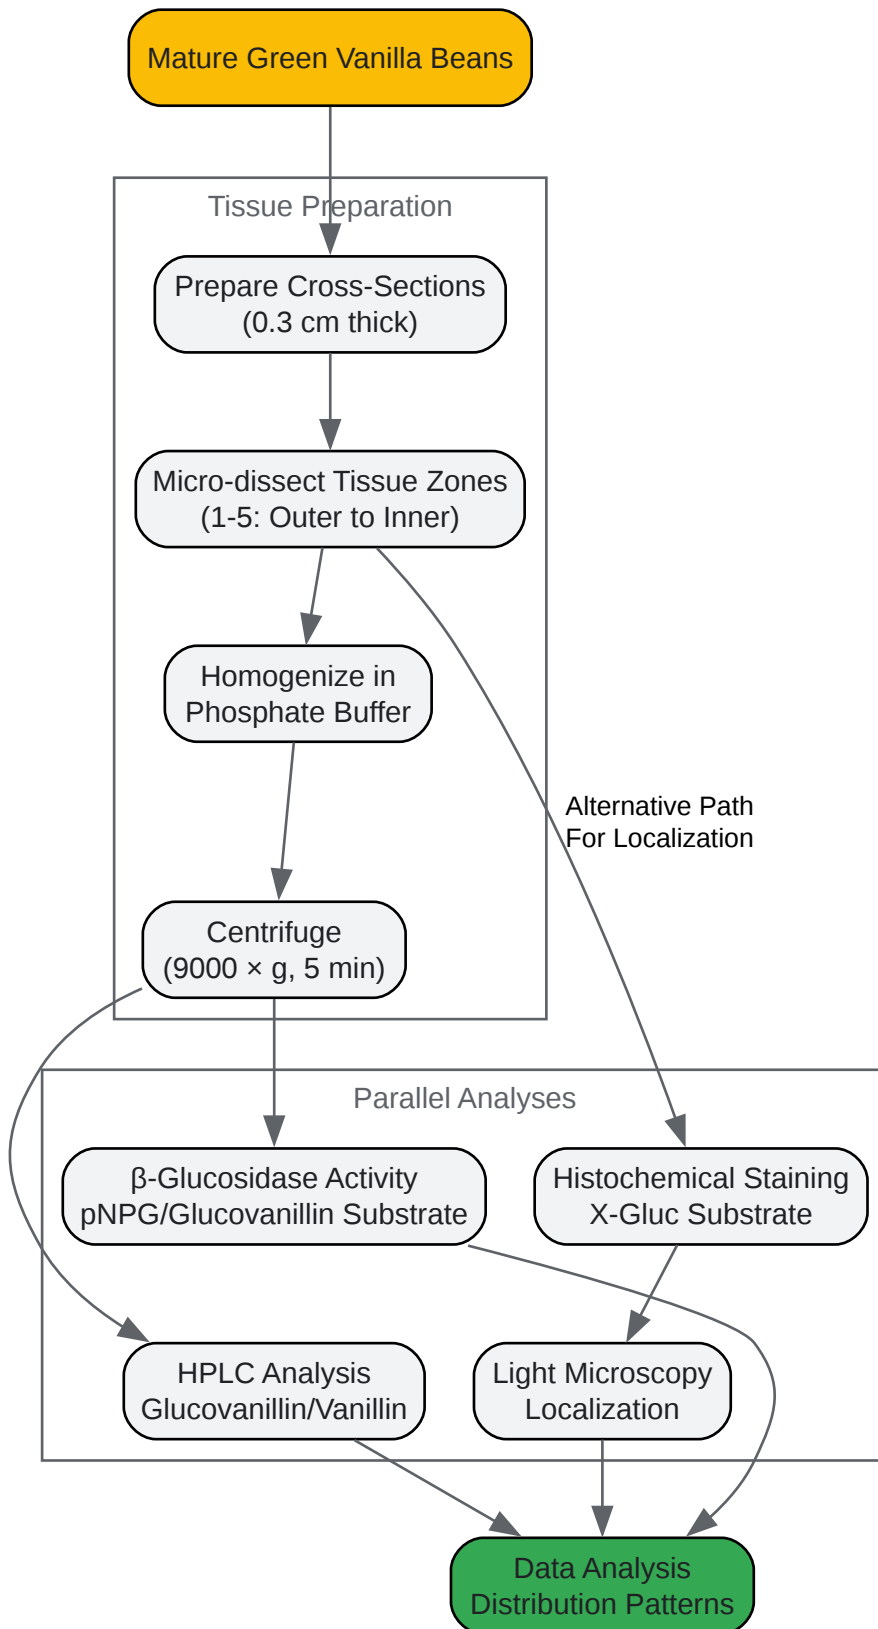 Mature Green Vanilla Beans
Tissue Preparation
Prepare Cross-Sections
(0.3 cm thick)
Micro-dissect Tissue Zones
(1-5: Outer to Inner)
Homogenize in
Phosphate Buffer
Alternative Path
For Localization
Centrifuge
(9000 × g, 5 min)
Parallel Analyses
β-Glucosidase Activity
pNPG/Glucovanillin Substrate
Histochemical Staining
X-Gluc Substrate
HPLC Analysis
Glucovanillin/Vanillin
Light Microscopy
Localization
Data Analysis
Distribution Patterns